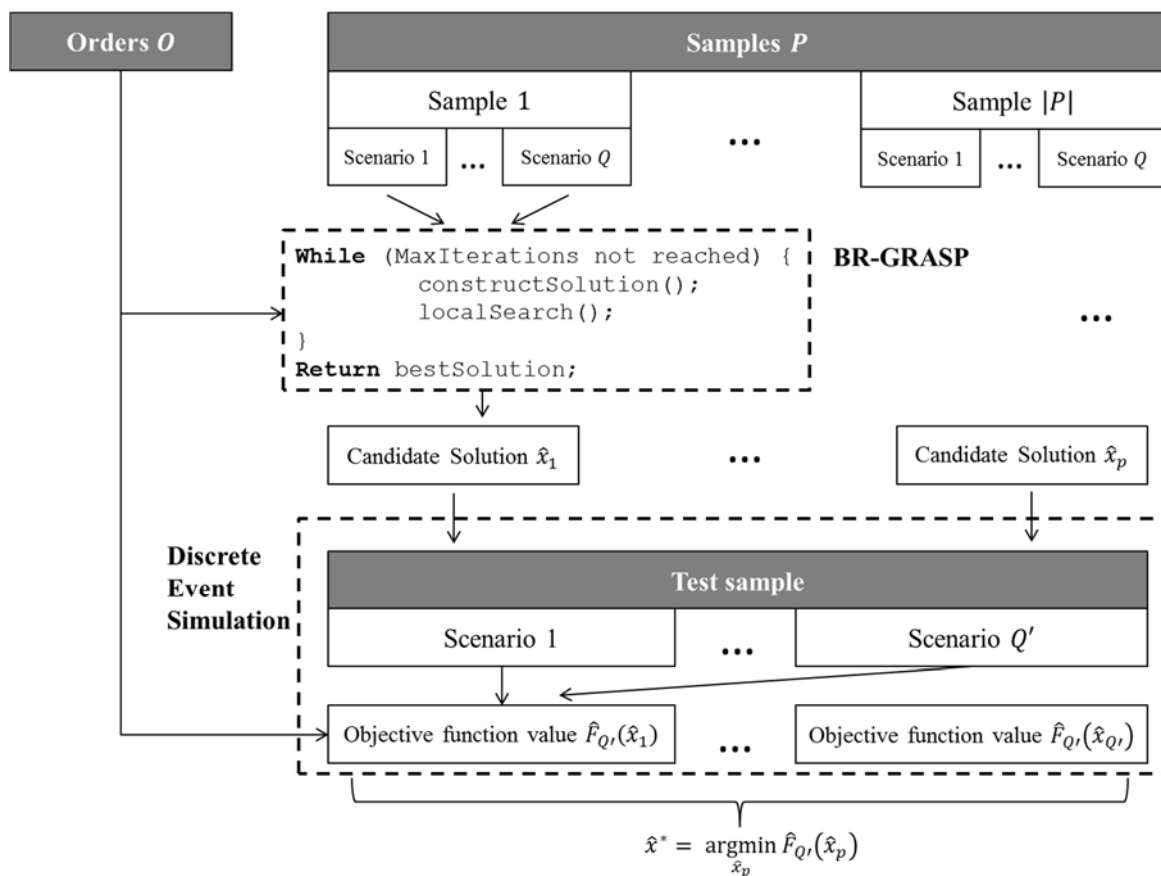 Orders 𝑂
Samples 𝑃
Sample 1
Sample |𝑃|
Scenario 1
...
Scenario 𝑄
...
Scenario 1
...
Scenario 𝑄
While (MaxIterations not reached) {
constructSolution();
localSearch();
}
Return bestSolution;
BR-GRASP
...
Candidate Solution x̂₁
...
Candidate Solution x̂ₚ
Discrete
Event
Simulation
Test sample
Scenario 1
...
Scenario 𝑄′
Objective function value F̂_Q′(x̂₁)
...
Objective function value F̂_Q′(x̂_Q′)
x̂* = argmin F̂_Q′(x̂ₚ)
x̂ₚ